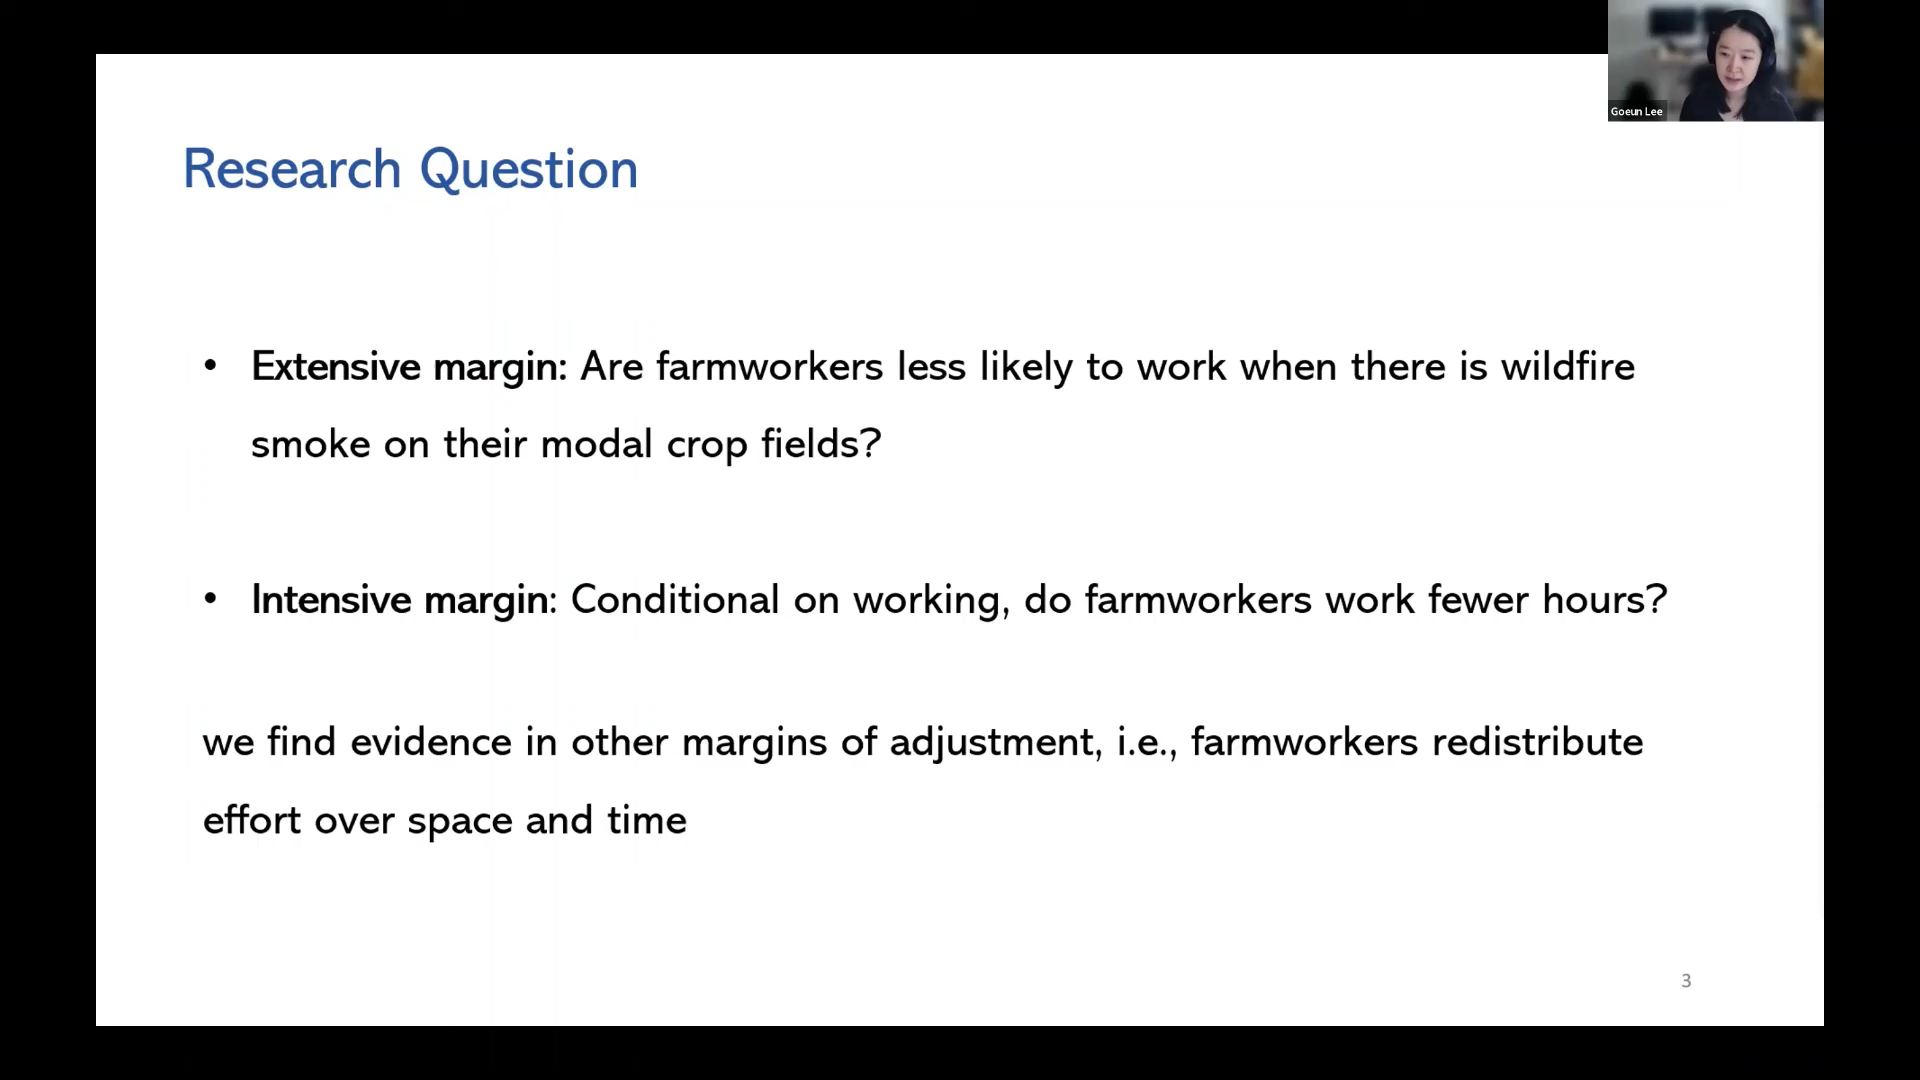 Goeun Lee
Research Question
• Extensive margin: Are farmworkers less likely to work when there is wildfire
smoke on their modal crop fields?
• Intensive margin: Conditional on working, do farmworkers work fewer hours?
we find evidence in other margins of adjustment, i.e., farmworkers redistribute
effort over space and time
3